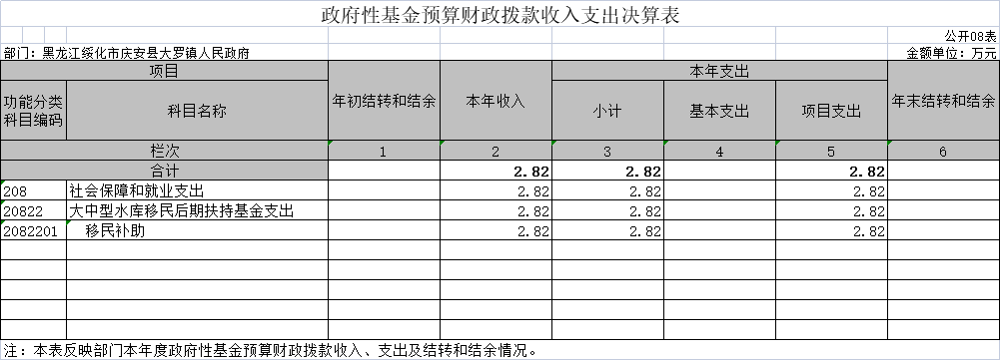 政府性基金预算财政拨款收入支出决算表
公开08表
部门：黑龙江绥化市庆安县大罗镇人民政府 金额单位：万元
项目 年初结转和结余 本年收入 本年支出 年末结转和结余
功能分类科目编码 科目名称 小计 基本支出 项目支出
栏次 1 2 3 4 5 6
合计 2.82 2.82 2.82
208 社会保障和就业支出 2.82 2.82 2.82
20822 大中型水库移民后期扶持基金支出 2.82 2.82 2.82
2082201 移民补助 2.82 2.82 2.82
注：本表反映部门本年度政府性基金预算财政拨款收入、支出及结转和结余情况。